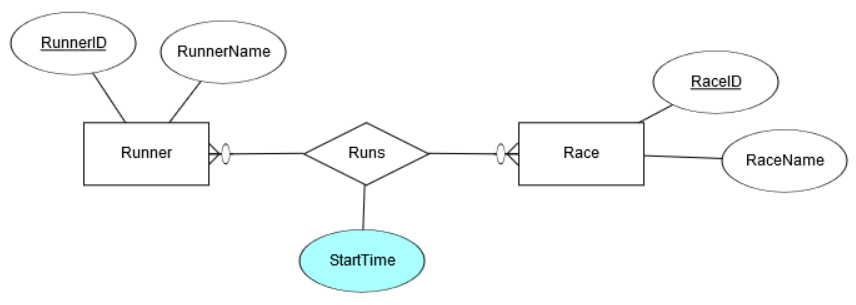 RunnerID
RunnerName
RaceID
Runner
Runs
Race
RaceName
StartTime